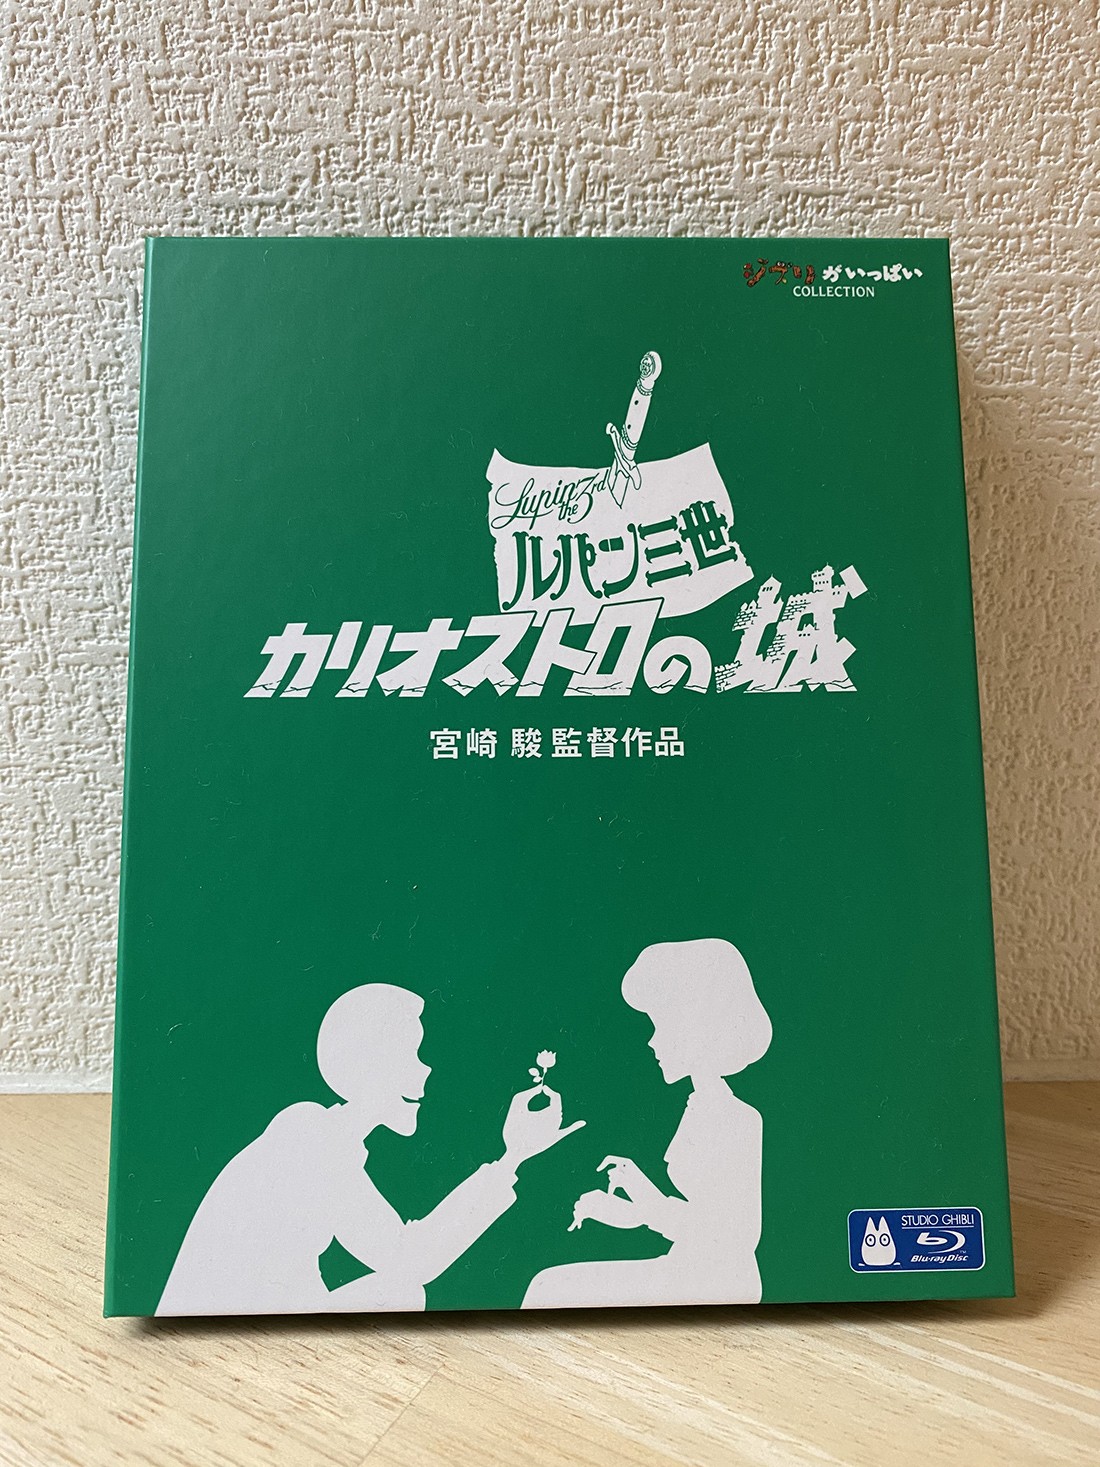 ジブリがいっぱい
COLLECTION
Lupin the 3rd
ルパン三世
カリオストロの城
宮崎 駿 監督作品
STUDIO GHIBLI
Blu-ray Disc